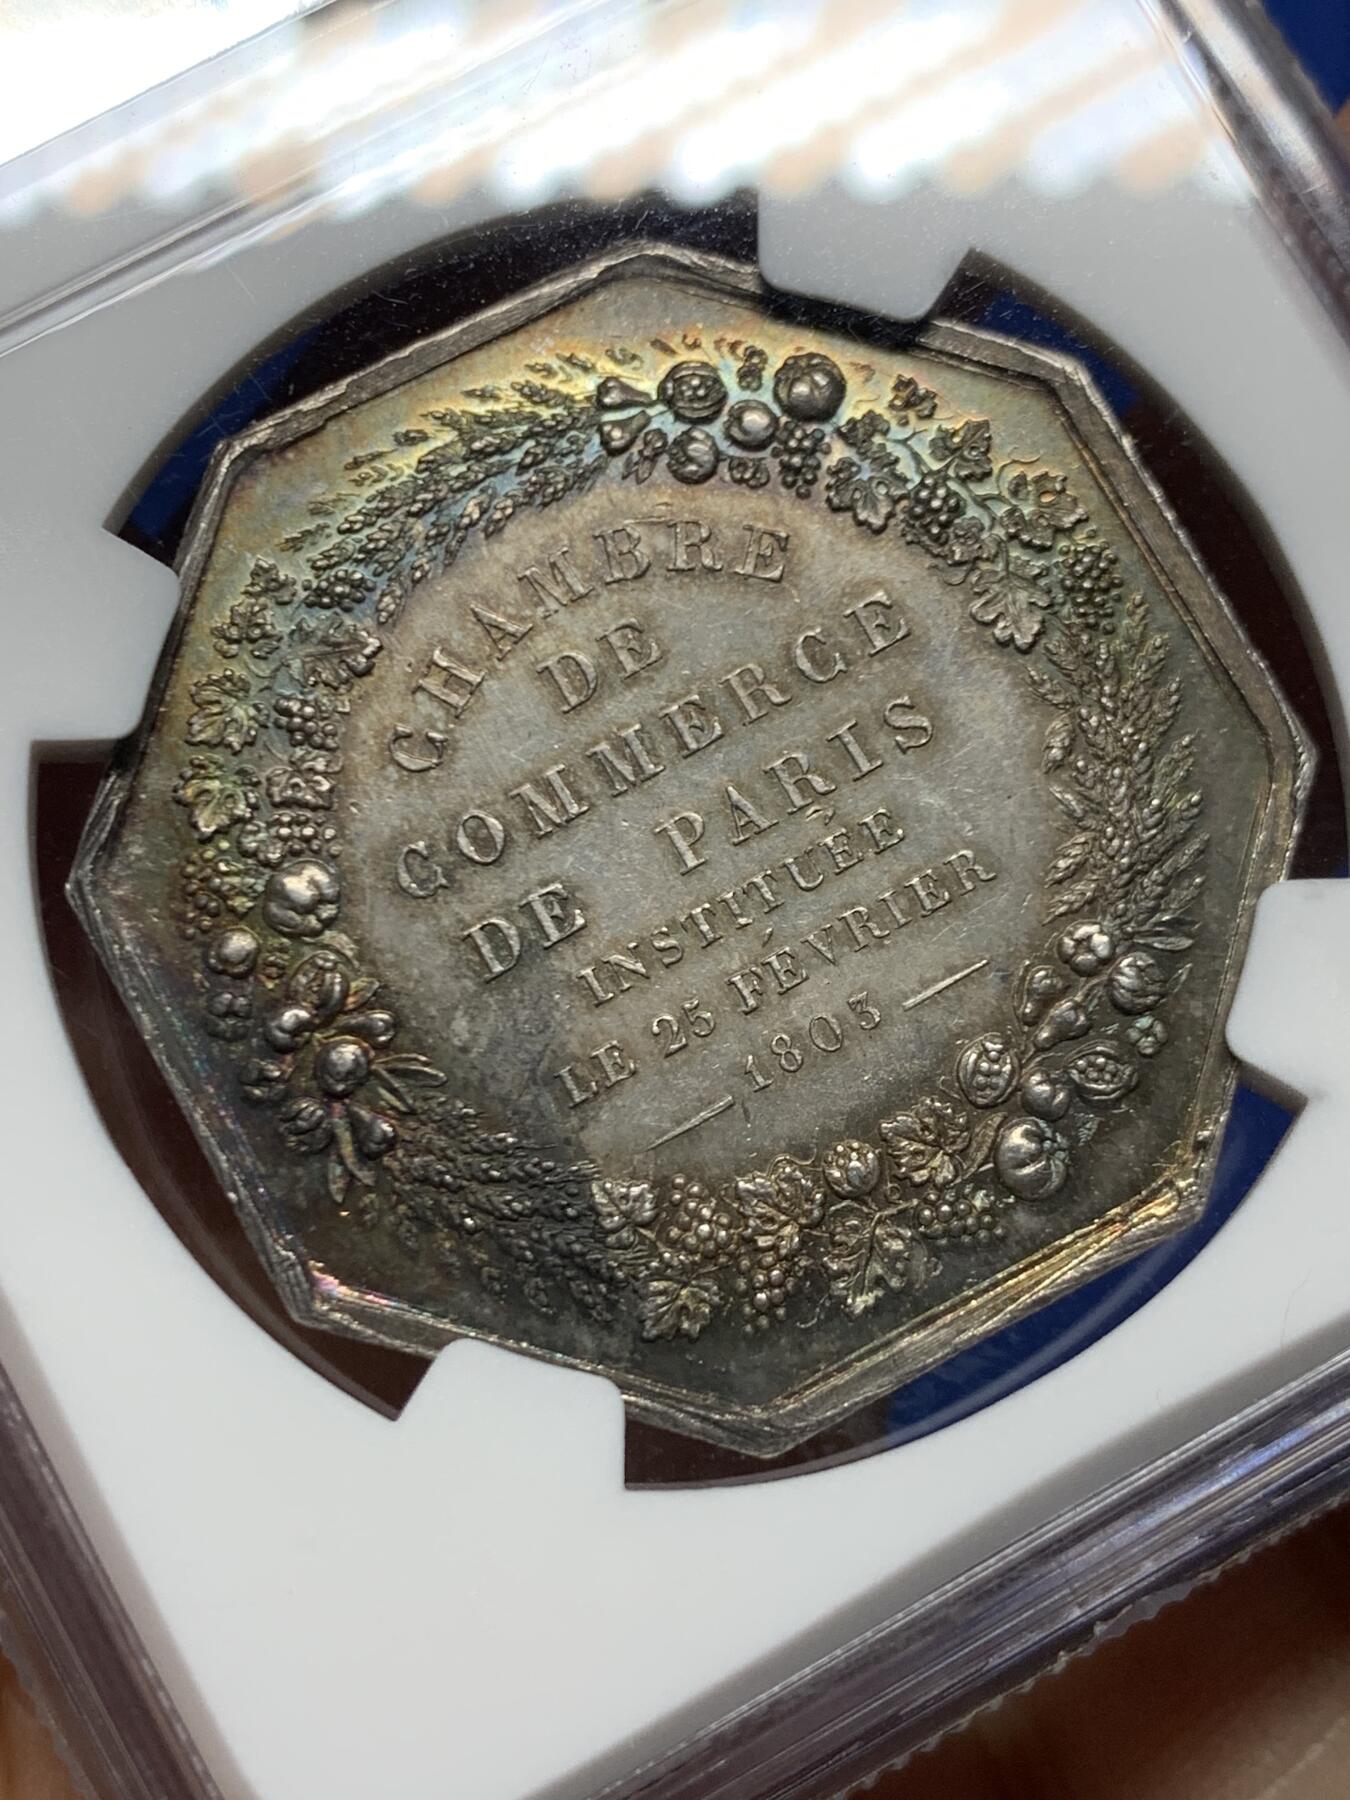 CHAMBRE
DE
COMMERCE
DE PARIS
INSTITUÉE
LE 25 FÉVRIER
— 1803 —